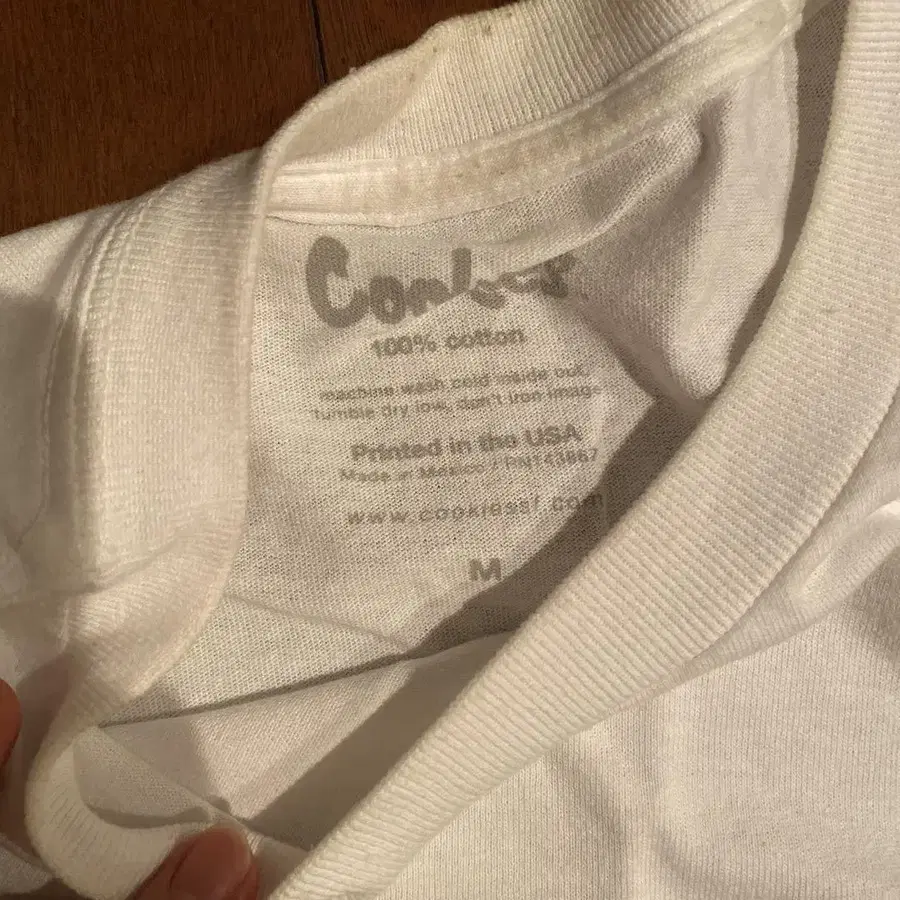 Cookies
100% cotton
machine wash cold inside out,
Tumble dry low, don't iron image
Printed in the USA
Made in Mexico / RN143867
www.cookiessf.com
M